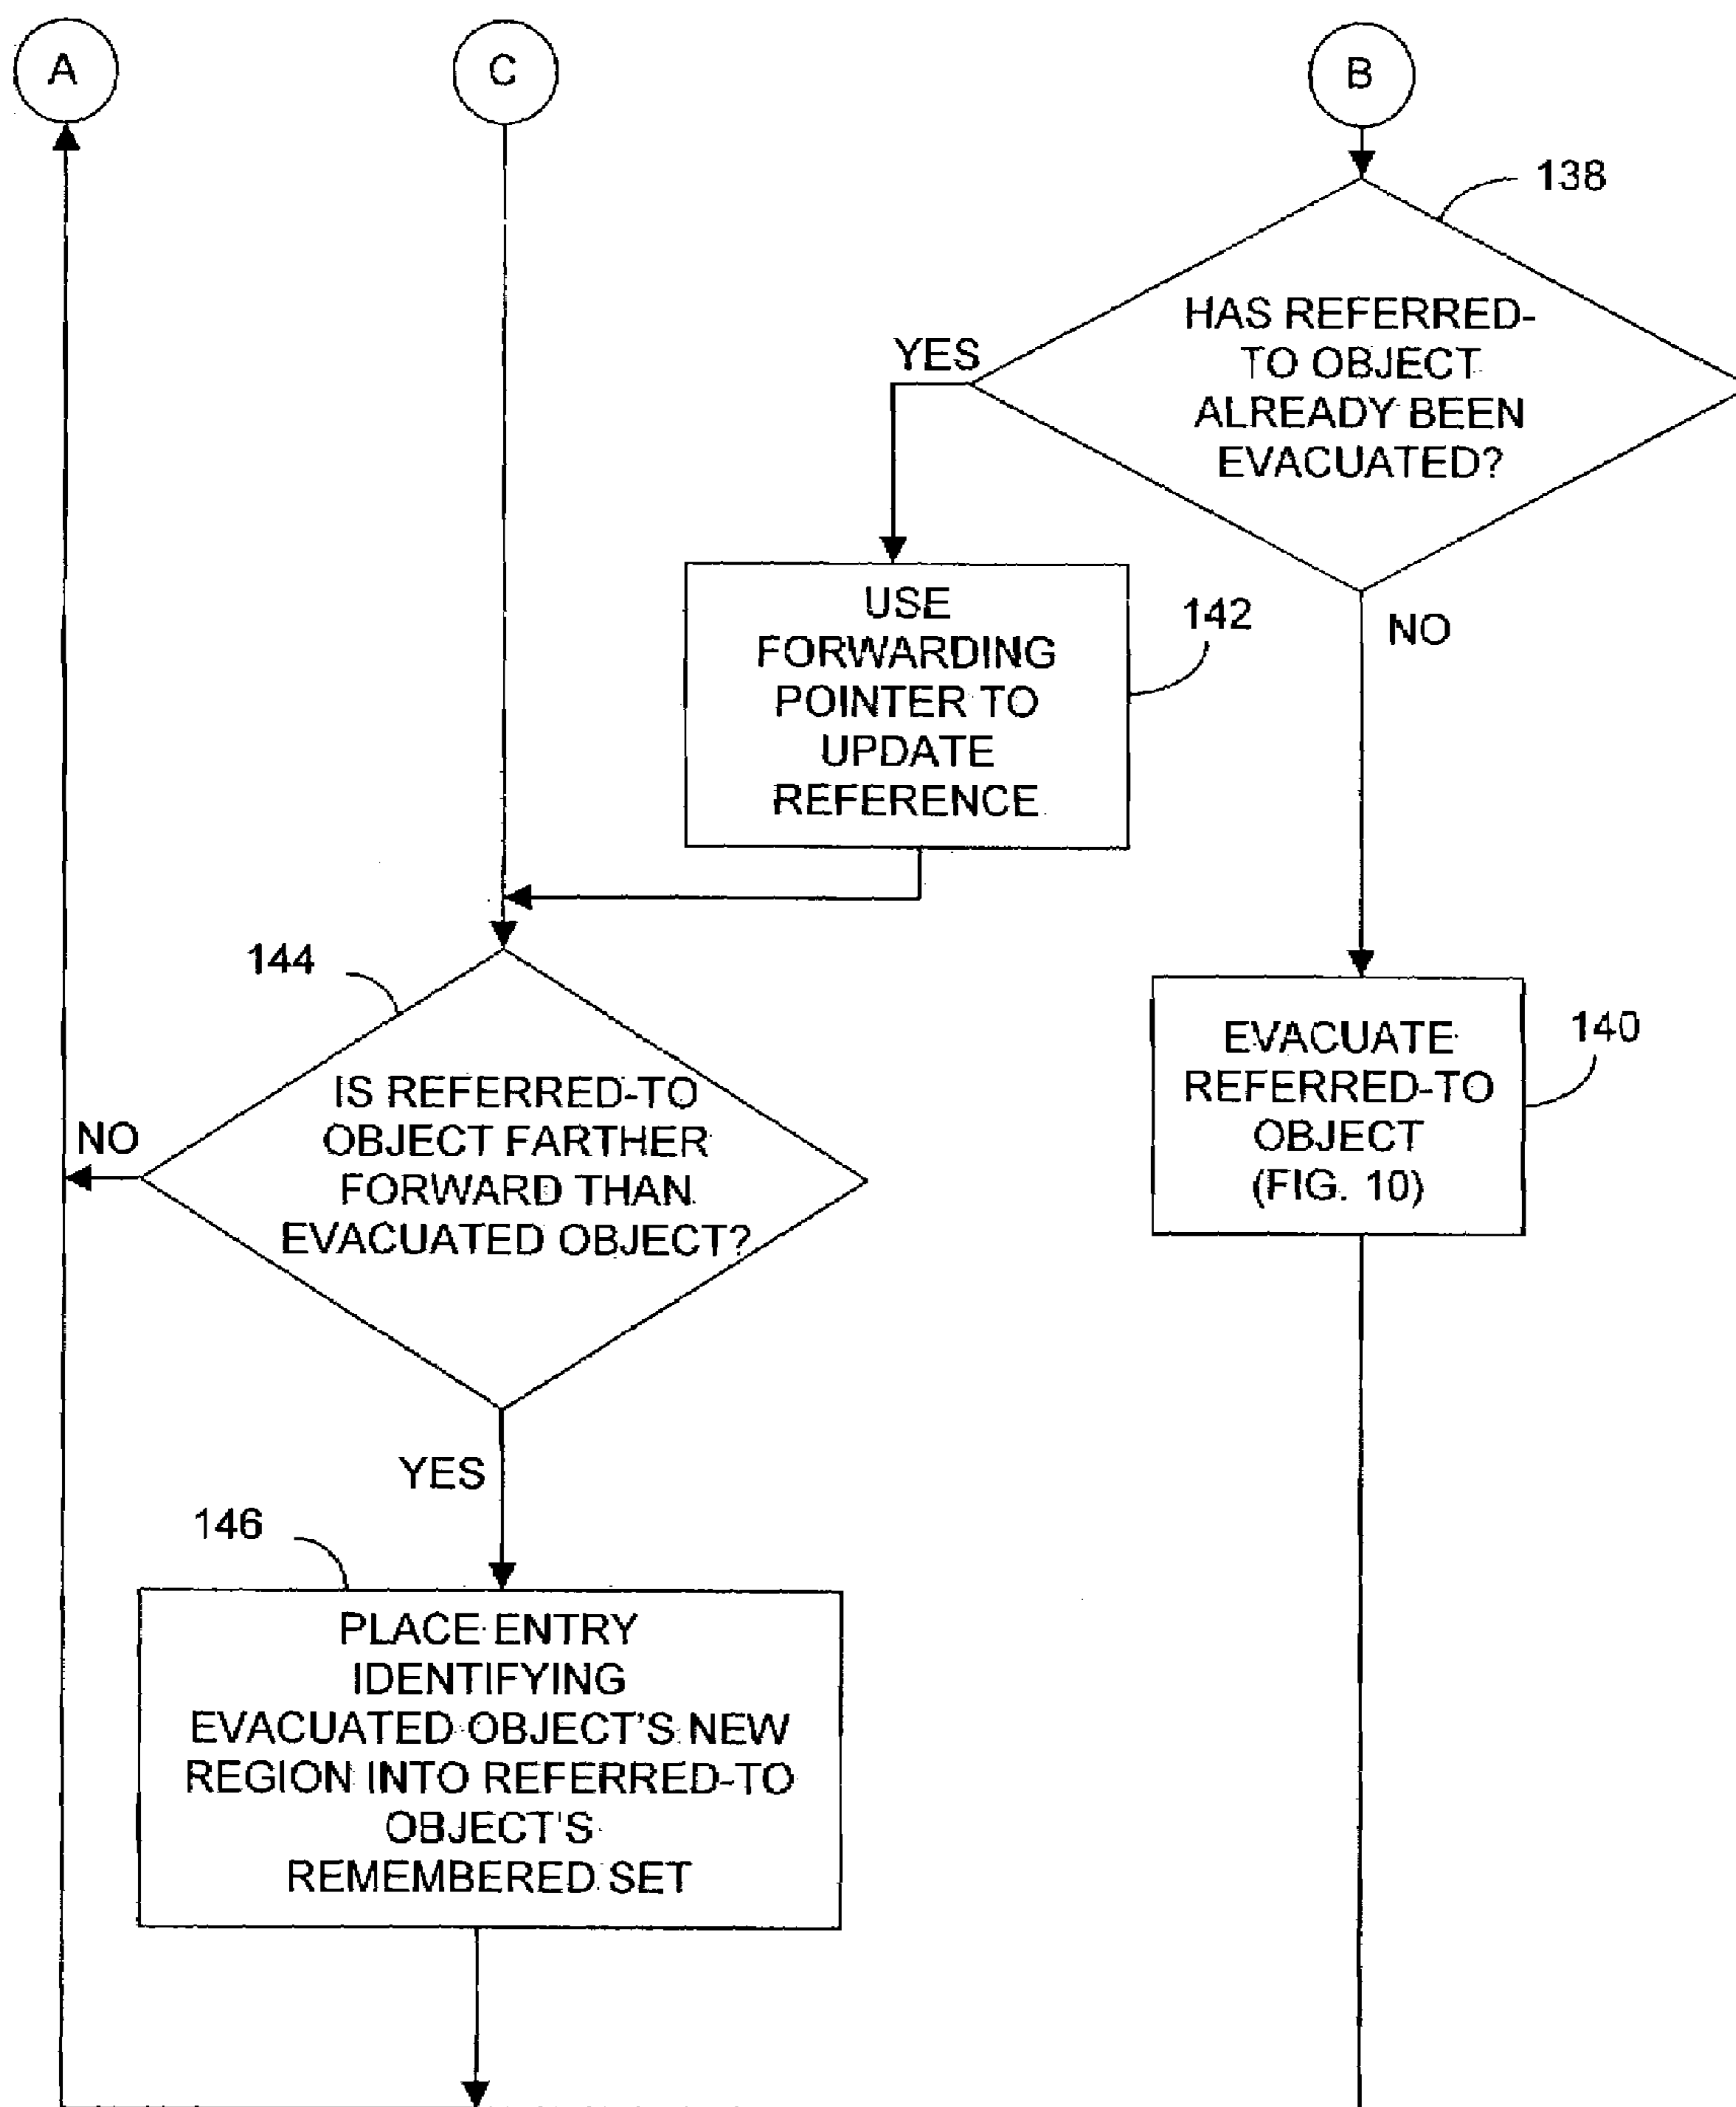 A
C
B
138
HAS REFERRED-
TO OBJECT
ALREADY BEEN
EVACUATED?
YES
NO
USE
FORWARDING
POINTER TO
UPDATE
REFERENCE
142
144
IS REFERRED-TO
OBJECT FARTHER
FORWARD THAN
EVACUATED OBJECT?
NO
YES
EVACUATE
REFERRED-TO
OBJECT
(FIG. 10)
140
146
PLACE ENTRY
IDENTIFYING
EVACUATED OBJECT'S NEW
REGION INTO REFERRED-TO
OBJECT'S
REMEMBERED SET